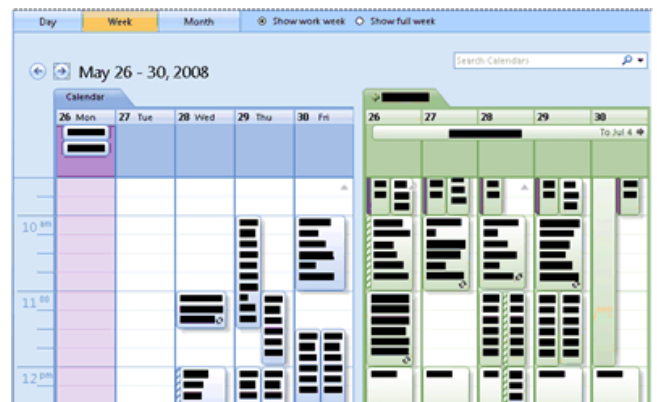 Day Week Month Show work week Show full week
Search Calendars
May 26 - 30, 2008
Calendar
26 Mon 27 Tue 28 Wed 29 Thu 30 Fri
26 27 28 29 30
To Jul 4
10 am
11 00
12 pm